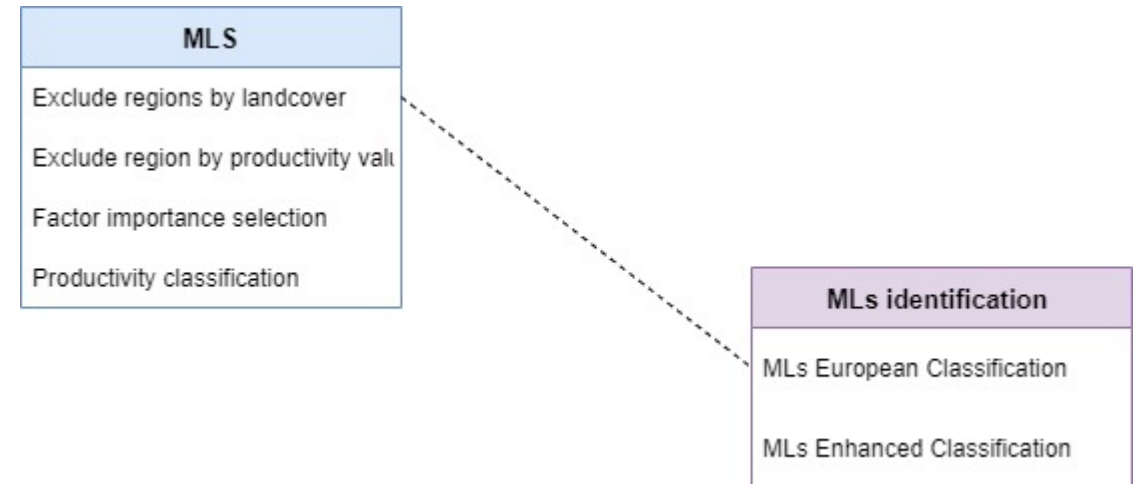 MLS
Exclude regions by landcover
Exclude region by productivity valu
Factor importance selection
Productivity classification
MLs identification
MLs European Classification
MLs Enhanced Classification